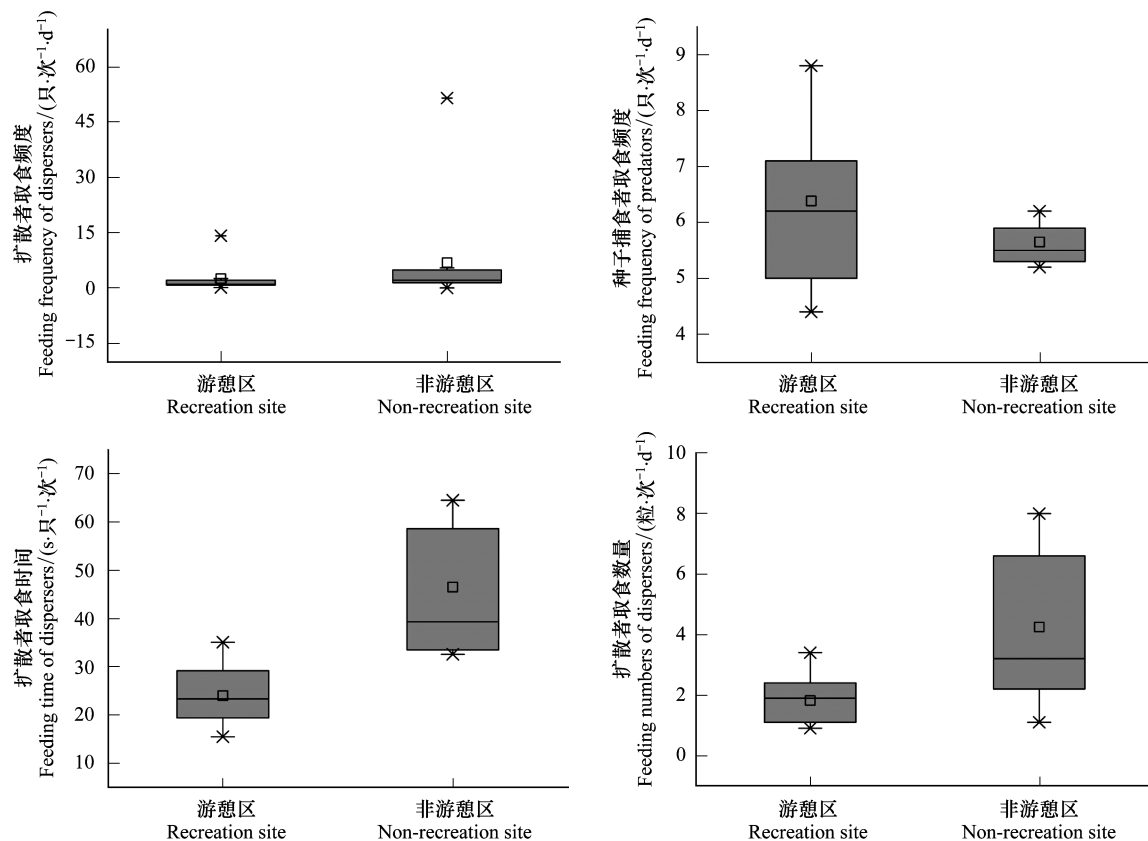 扩散者取食频度
Feeding frequency of dispersers/(只·次⁻¹·d⁻¹)
60
45
30
15
0
−15
游憩区
Recreation site
非游憩区
Non-recreation site
种子捕食者取食频度
Feeding frequency of predators/(只·次⁻¹·d⁻¹)
9
8
7
6
5
4
游憩区
Recreation site
非游憩区
Non-recreation site
扩散者取食时间
Feeding time of dispersers/(s·只⁻¹·次⁻¹)
70
60
50
40
30
20
10
游憩区
Recreation site
非游憩区
Non-recreation site
扩散者取食数量
Feeding numbers of dispersers/(粒·次⁻¹·d⁻¹)
10
8
6
4
2
0
游憩区
Recreation site
非游憩区
Non-recreation site